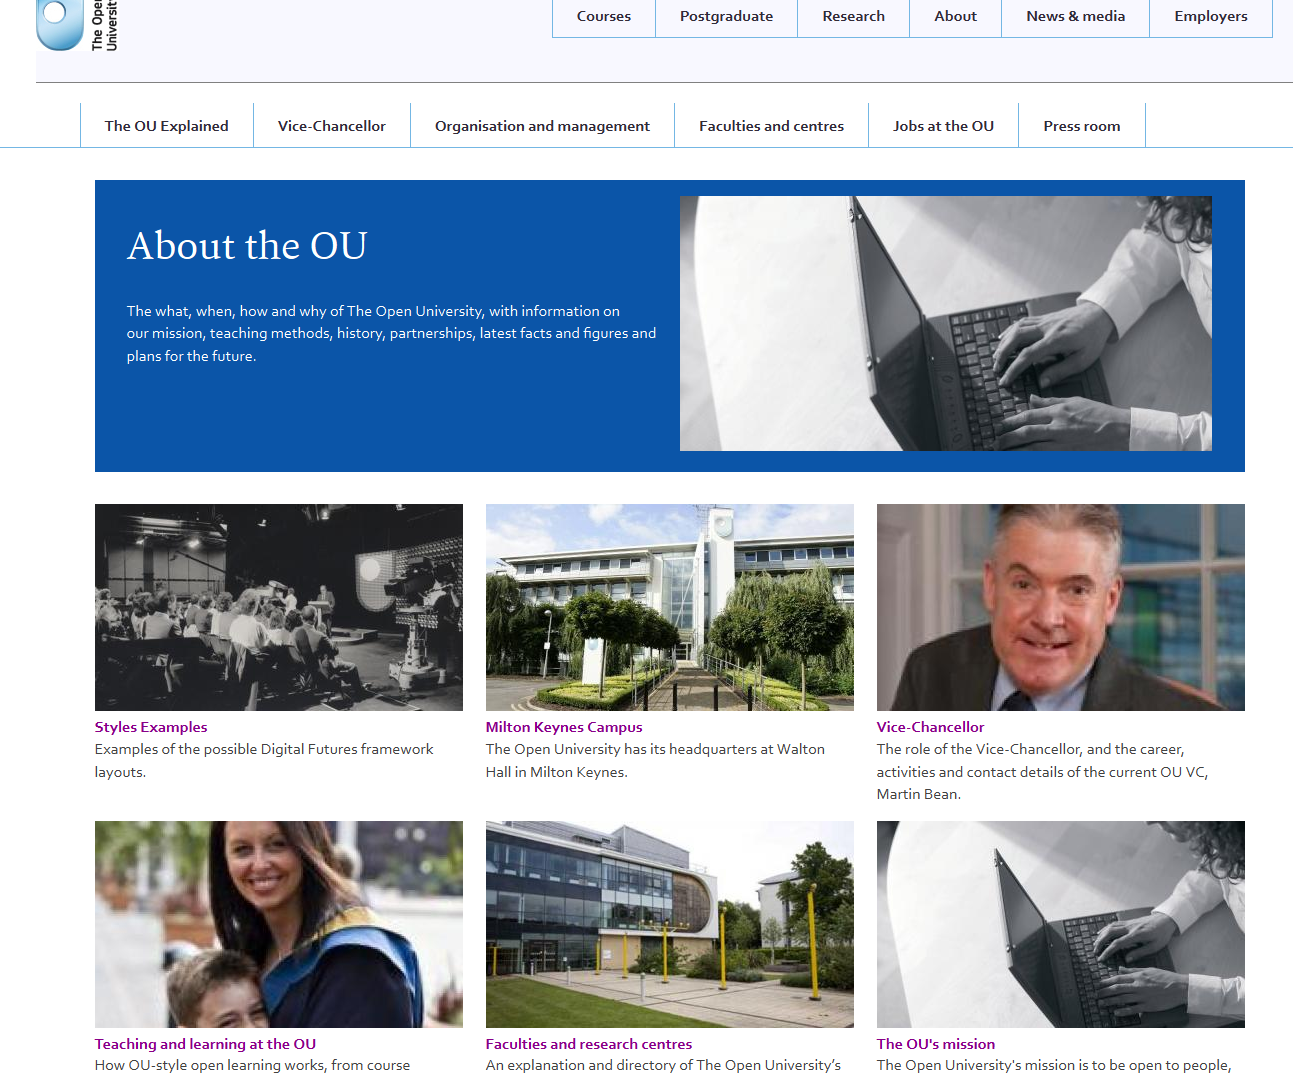 The Open
University
Courses
Postgraduate
Research
About
News & media
Employers
The OU Explained
Vice-Chancellor
Organisation and management
Faculties and centres
Jobs at the OU
Press room
About the OU
The what, when, how and why of The Open University, with information on
our mission, teaching methods, history, partnerships, latest facts and figures and
plans for the future.
Styles Examples
Examples of the possible Digital Futures framework
layouts.
Milton Keynes Campus
The Open University has its headquarters at Walton
Hall in Milton Keynes.
Vice-Chancellor
The role of the Vice-Chancellor, and the career,
activities and contact details of the current OU VC,
Martin Bean.
Teaching and learning at the OU
How OU-style open learning works, from course
Faculties and research centres
An explanation and directory of The Open University’s
The OU's mission
The Open University's mission is to be open to people,